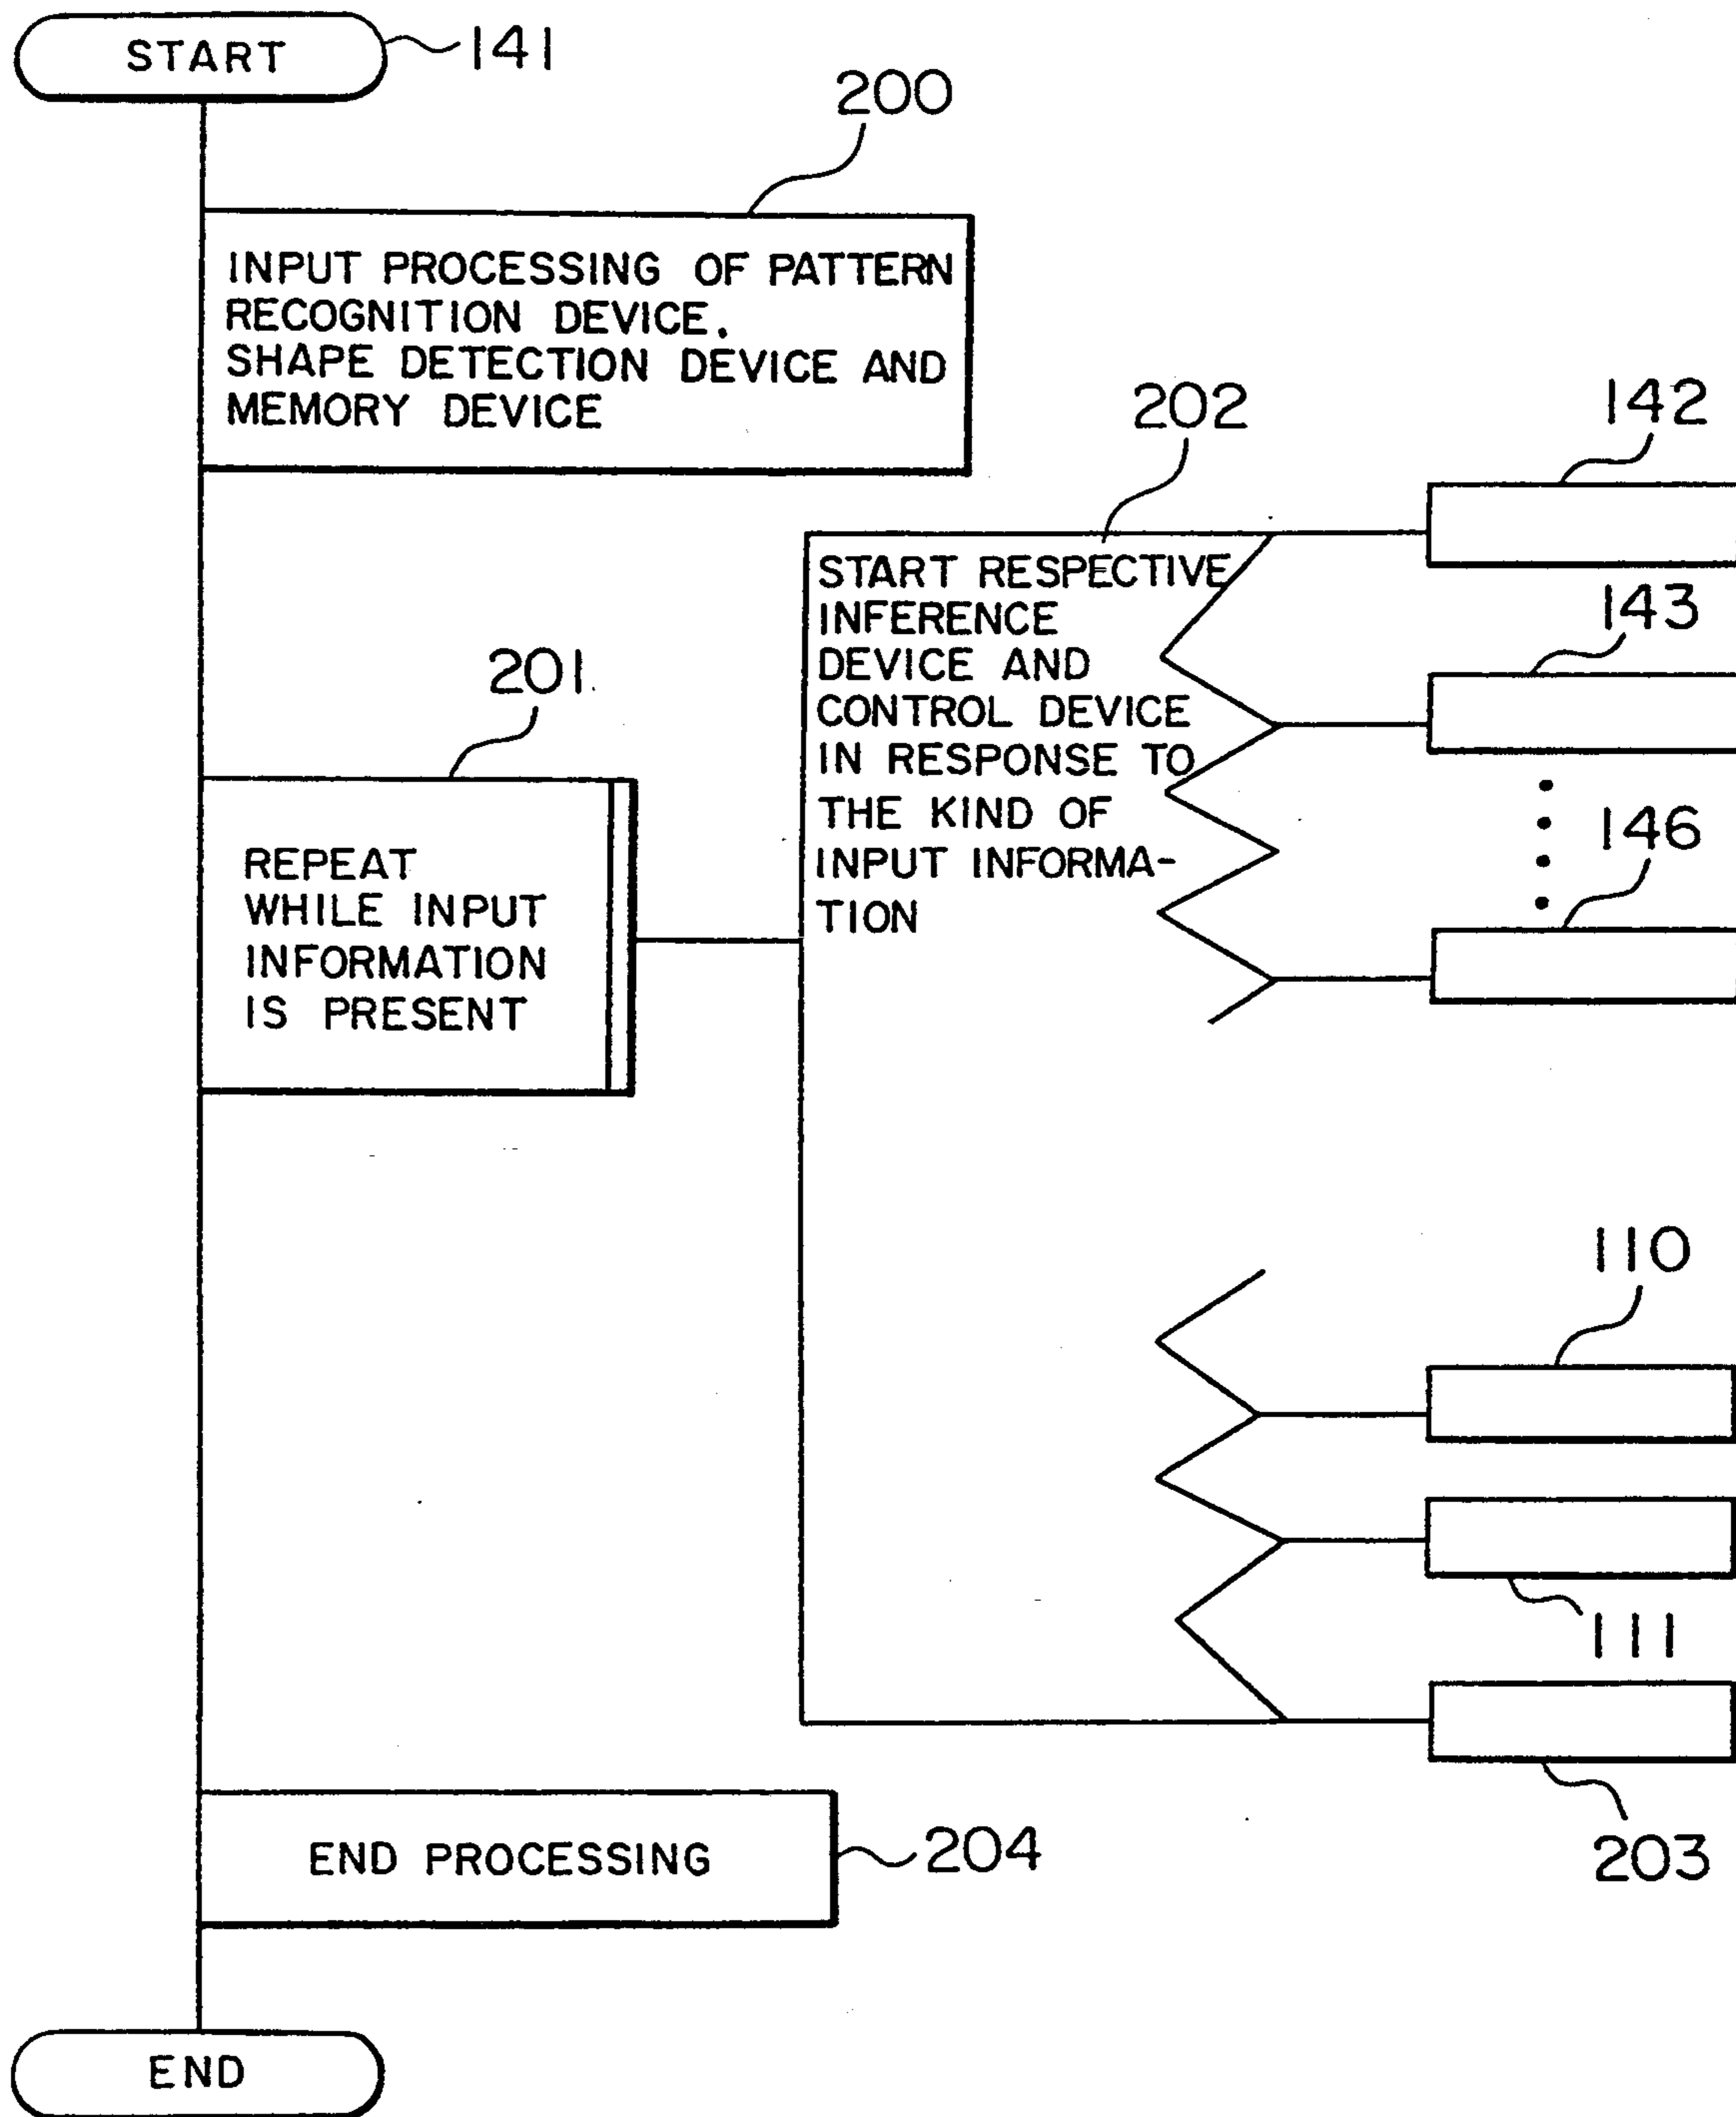 START
141
200
INPUT PROCESSING OF PATTERN
RECOGNITION DEVICE.
SHAPE DETECTION DEVICE AND
MEMORY DEVICE
202
142
START RESPECTIVE
INFERENCE
DEVICE AND
CONTROL DEVICE
IN RESPONSE TO
THE KIND OF
INPUT INFORMA-
TION
143
201
146
REPEAT
WHILE INPUT
INFORMATION
IS PRESENT
110
111
203
END PROCESSING
204
END